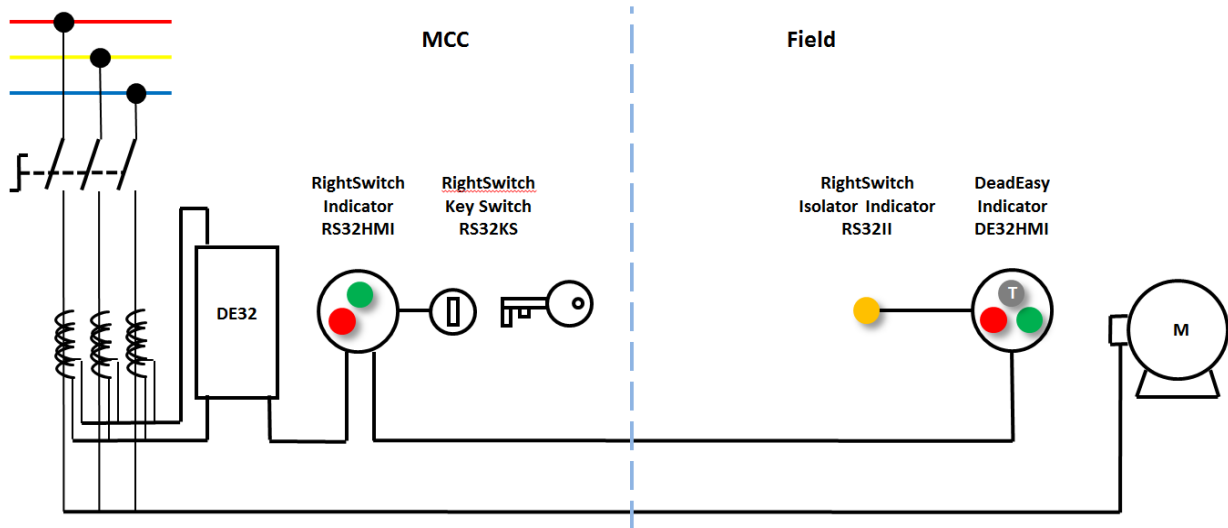 MCC
Field
RightSwitch
Indicator
RS32HMI
RightSwitch
Key Switch
RS32KS
RightSwitch
Isolator Indicator
RS32II
DeadEasy
Indicator
DE32HMI
DE32
T
M